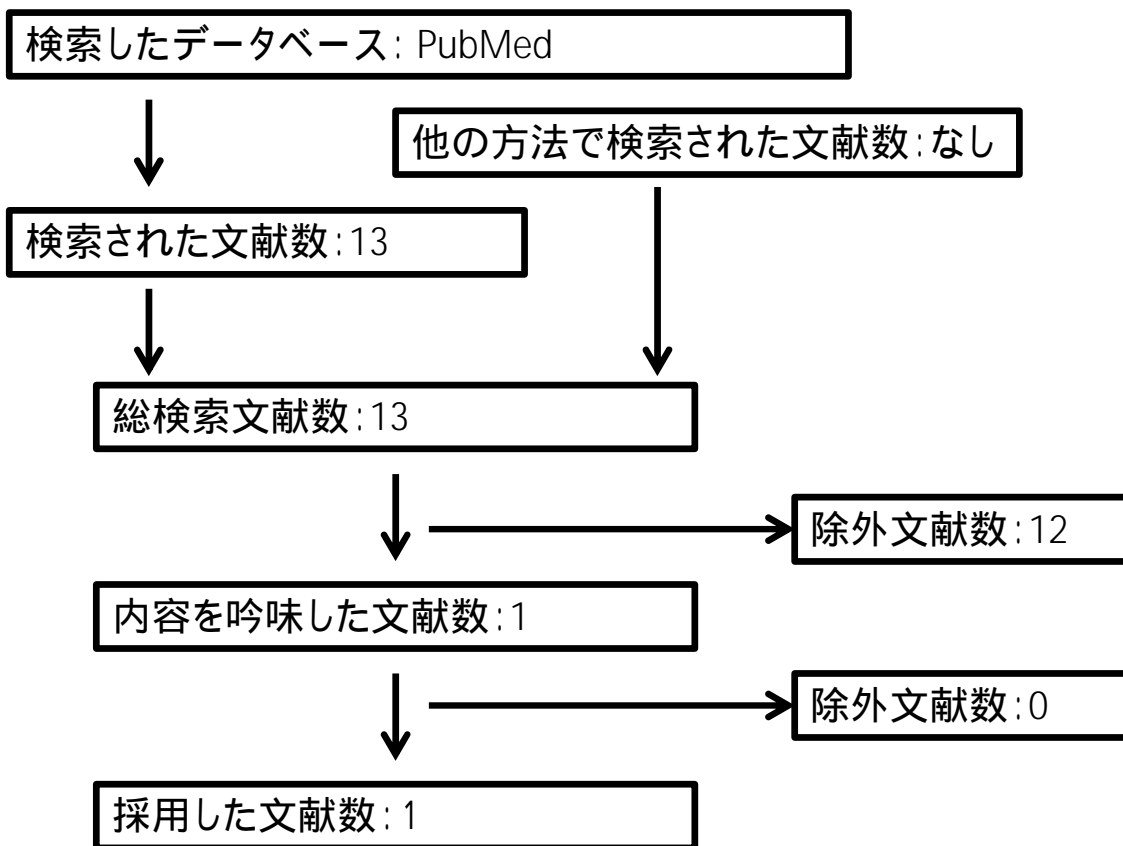 検索したデータベース: PubMed
他の方法で検索された文献数:なし
検索された文献数:13
総検索文献数:13
除外文献数:12
内容を吟味した文献数:1
除外文献数:0
採用した文献数:1